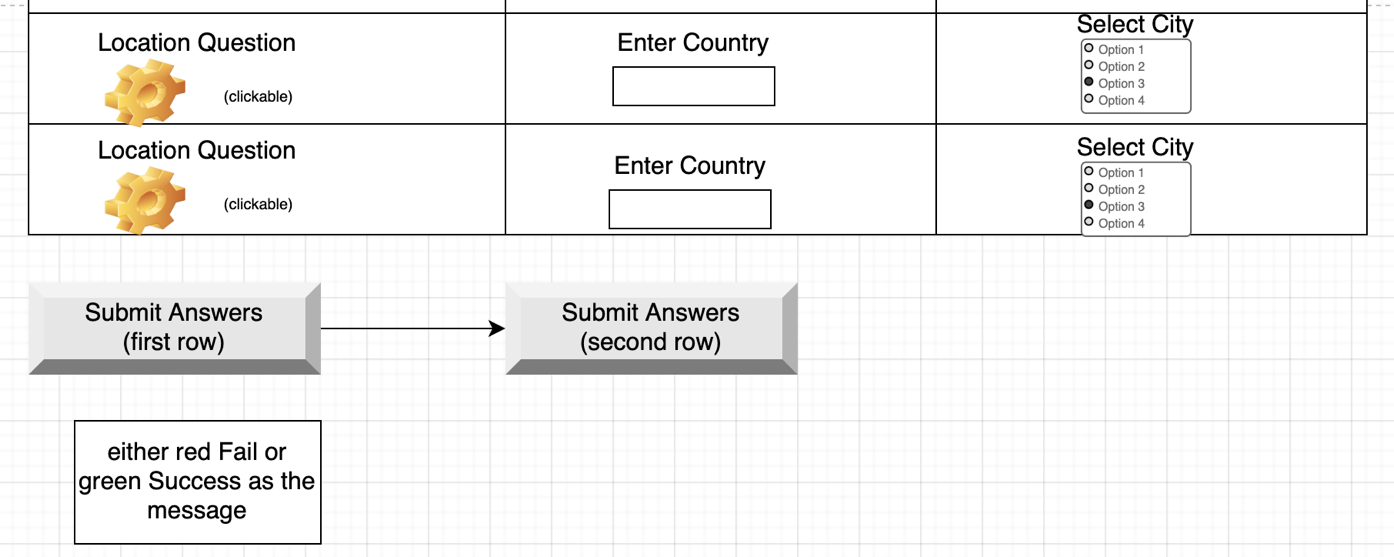 Location Question
(clickable)
Enter Country
Select City
Option 1
Option 2
Option 3
Option 4
Location Question
(clickable)
Enter Country
Select City
Option 1
Option 2
Option 3
Option 4
Submit Answers
(first row)
Submit Answers
(second row)
either red Fail or
green Success as the
message